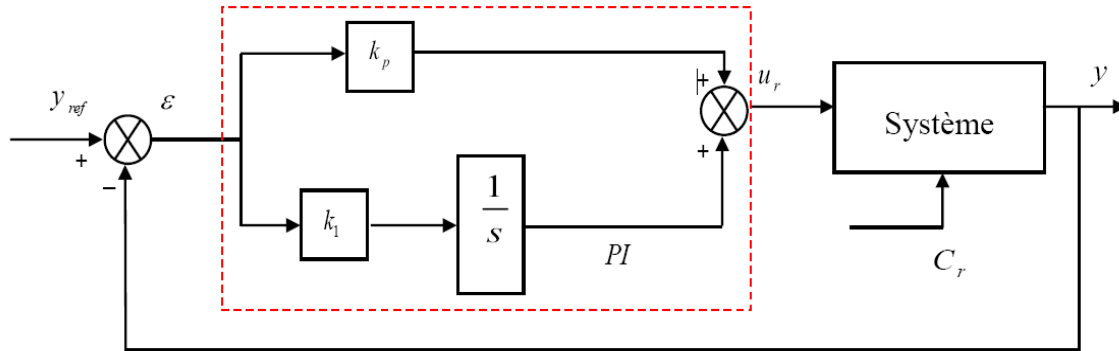 y_ref
+
−
ε
k_p
k_1
1/s
PI
+
+
u_r
Système
C_r
y